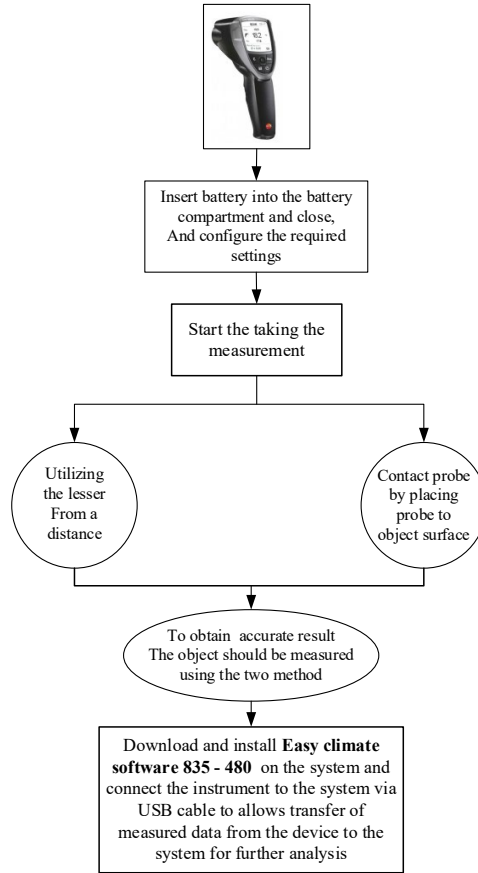 Insert battery into the battery
compartment and close,
And configure the required
settings
Start the taking the
measurement
Utilizing
the lesser
From a
distance
Contact probe
by placing
probe to
object surface
To obtain accurate result
The object should be measured
using the two method
Download and install Easy climate
software 835 - 480 on the system and
connect the instrument to the system via
USB cable to allows transfer of
measured data from the device to the
system for further analysis